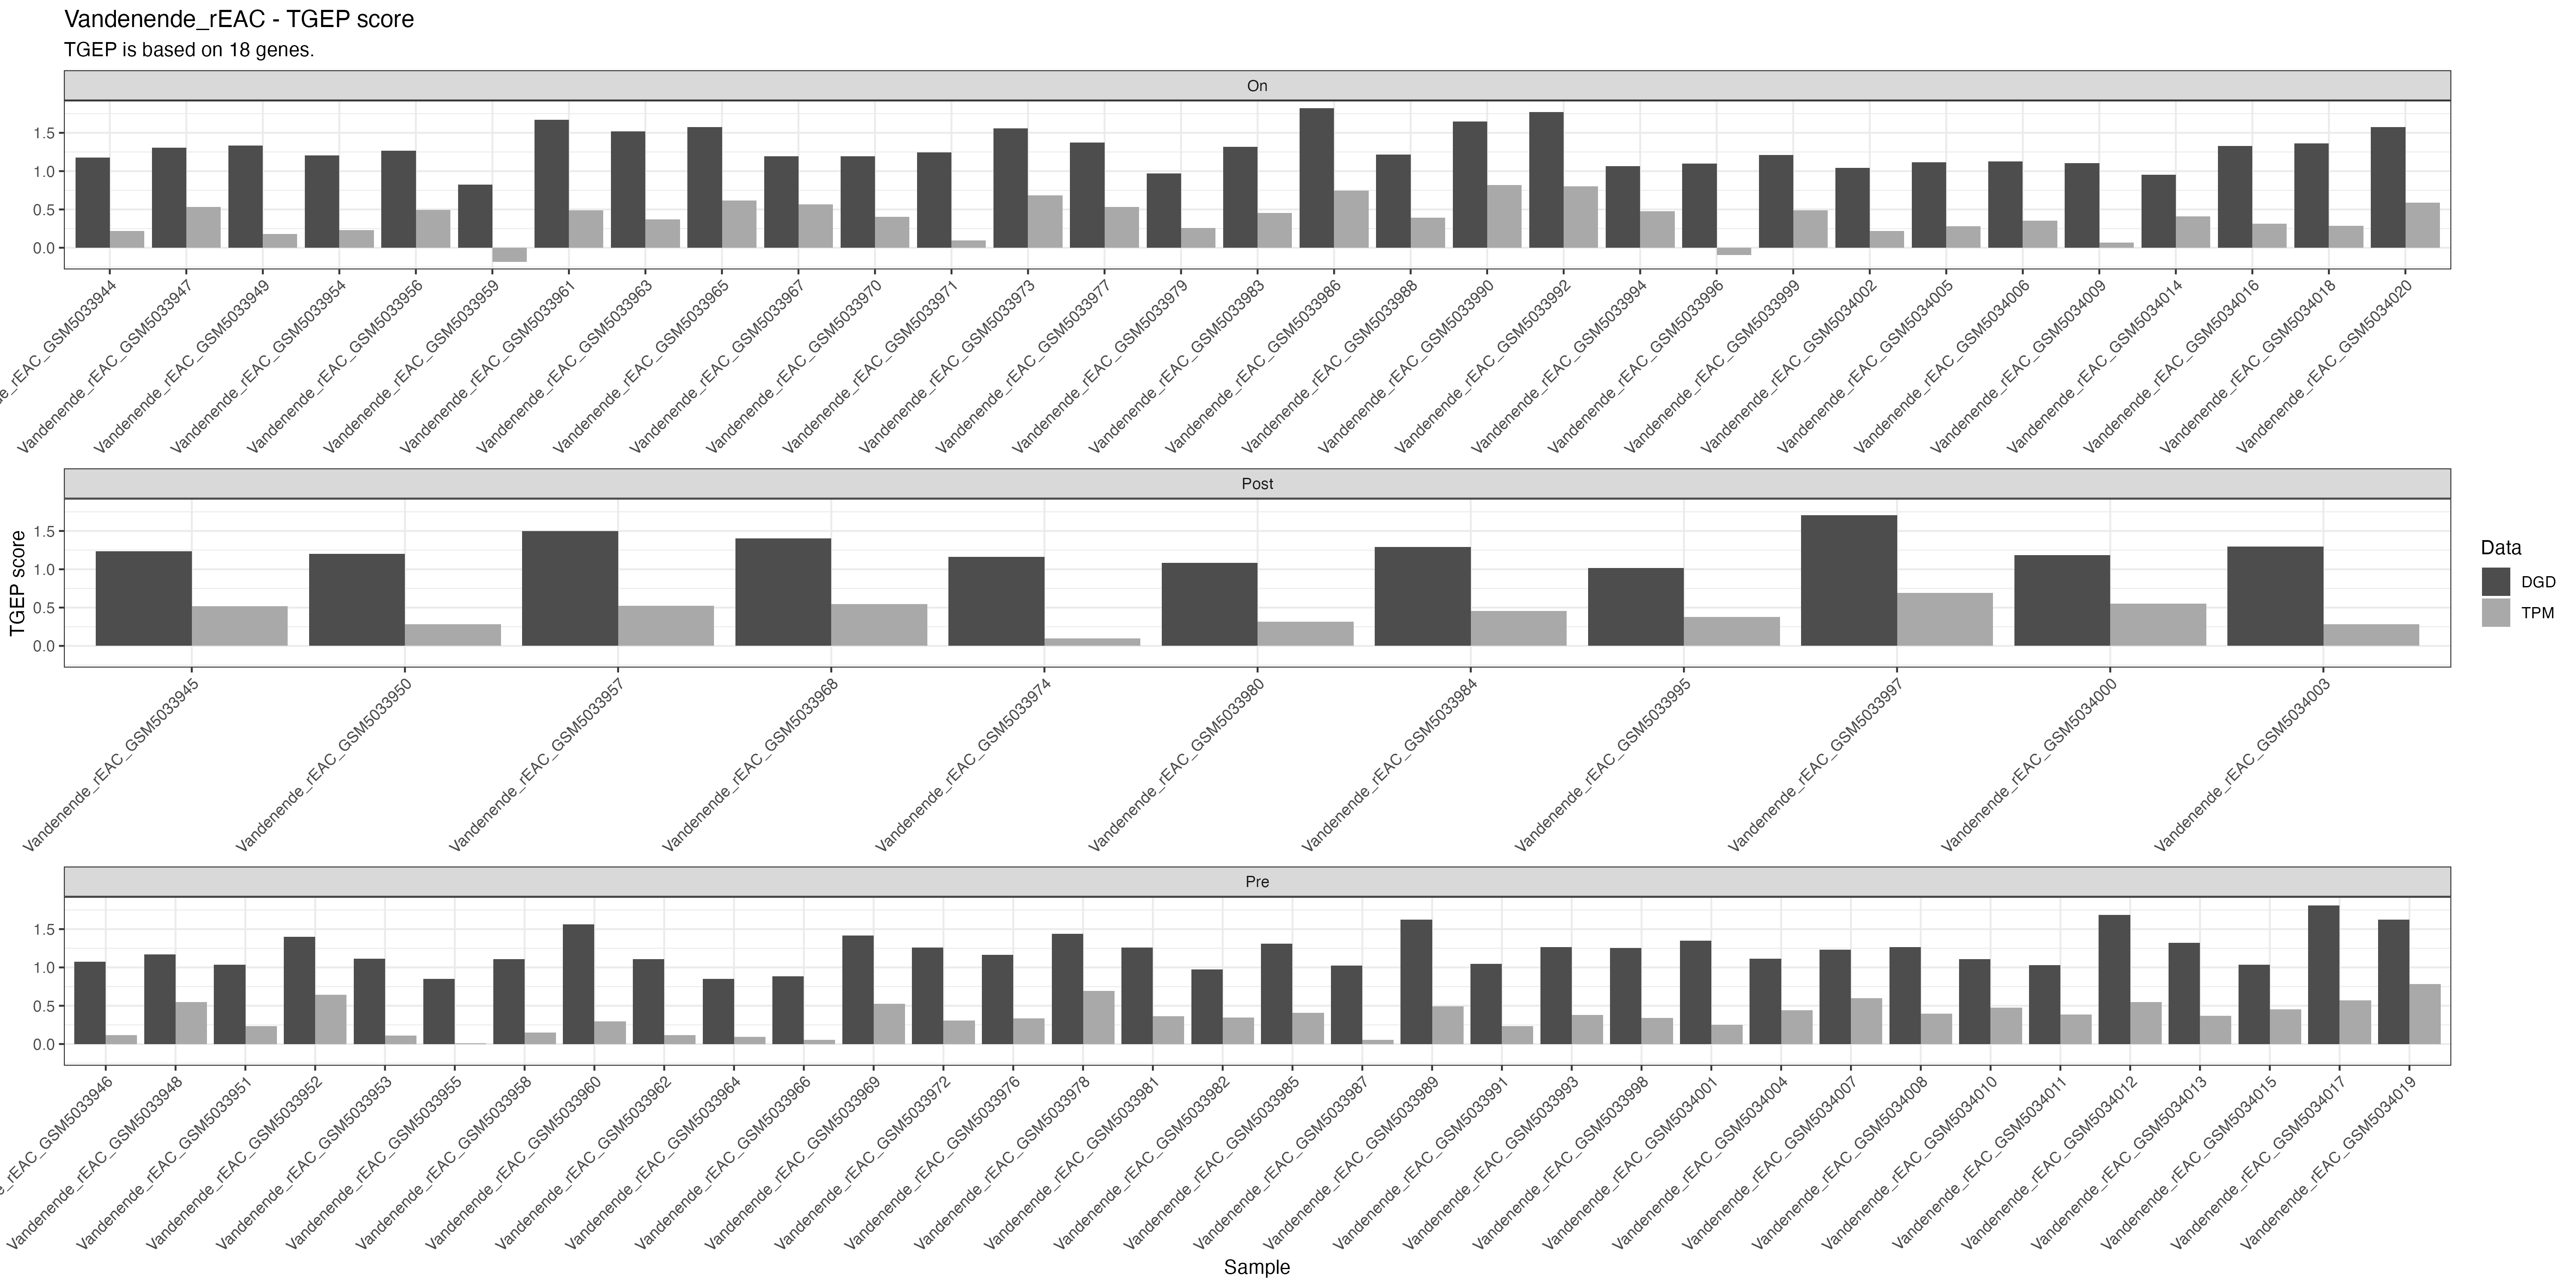 Vandenende_rEAC - TGEP score
TGEP is based on 18 genes.
On
1.5
1.0
0.5
0.0
de_rEAC_GSM5033944
Vandenende_rEAC_GSM5033947
Vandenende_rEAC_GSM5033949
Vandenende_rEAC_GSM5033954
Vandenende_rEAC_GSM5033956
Vandenende_rEAC_GSM5033959
Vandenende_rEAC_GSM5033961
Vandenende_rEAC_GSM5033963
Vandenende_rEAC_GSM5033965
Vandenende_rEAC_GSM5033967
Vandenende_rEAC_GSM5033970
Vandenende_rEAC_GSM5033971
Vandenende_rEAC_GSM5033973
Vandenende_rEAC_GSM5033977
Vandenende_rEAC_GSM5033979
Vandenende_rEAC_GSM5033983
Vandenende_rEAC_GSM5033986
Vandenende_rEAC_GSM5033988
Vandenende_rEAC_GSM5033990
Vandenende_rEAC_GSM5033992
Vandenende_rEAC_GSM5033994
Vandenende_rEAC_GSM5033996
Vandenende_rEAC_GSM5033999
Vandenende_rEAC_GSM5034002
Vandenende_rEAC_GSM5034005
Vandenende_rEAC_GSM5034006
Vandenende_rEAC_GSM5034009
Vandenende_rEAC_GSM5034014
Vandenende_rEAC_GSM5034016
Vandenende_rEAC_GSM5034018
Vandenende_rEAC_GSM5034020
Post
TGEP score
1.5
1.0
0.5
0.0
Vandenende_rEAC_GSM5033945
Vandenende_rEAC_GSM5033950
Vandenende_rEAC_GSM5033957
Vandenende_rEAC_GSM5033968
Vandenende_rEAC_GSM5033974
Vandenende_rEAC_GSM5033980
Vandenende_rEAC_GSM5033984
Vandenende_rEAC_GSM5033995
Vandenende_rEAC_GSM5033997
Vandenende_rEAC_GSM5034000
Vandenende_rEAC_GSM5034003
Data
DGD
TPM
Pre
1.5
1.0
0.5
0.0
e_rEAC_GSM5033946
Vandenende_rEAC_GSM5033948
Vandenende_rEAC_GSM5033951
Vandenende_rEAC_GSM5033952
Vandenende_rEAC_GSM5033953
Vandenende_rEAC_GSM5033955
Vandenende_rEAC_GSM5033958
Vandenende_rEAC_GSM5033960
Vandenende_rEAC_GSM5033962
Vandenende_rEAC_GSM5033964
Vandenende_rEAC_GSM5033966
Vandenende_rEAC_GSM5033969
Vandenende_rEAC_GSM5033972
Vandenende_rEAC_GSM5033976
Vandenende_rEAC_GSM5033978
Vandenende_rEAC_GSM5033981
Vandenende_rEAC_GSM5033982
Vandenende_rEAC_GSM5033985
Vandenende_rEAC_GSM5033987
Vandenende_rEAC_GSM5033989
Vandenende_rEAC_GSM5033991
Vandenende_rEAC_GSM5033993
Vandenende_rEAC_GSM5033998
Vandenende_rEAC_GSM5034001
Vandenende_rEAC_GSM5034004
Vandenende_rEAC_GSM5034007
Vandenende_rEAC_GSM5034008
Vandenende_rEAC_GSM5034010
Vandenende_rEAC_GSM5034011
Vandenende_rEAC_GSM5034012
Vandenende_rEAC_GSM5034013
Vandenende_rEAC_GSM5034015
Vandenende_rEAC_GSM5034017
Vandenende_rEAC_GSM5034019
Sample